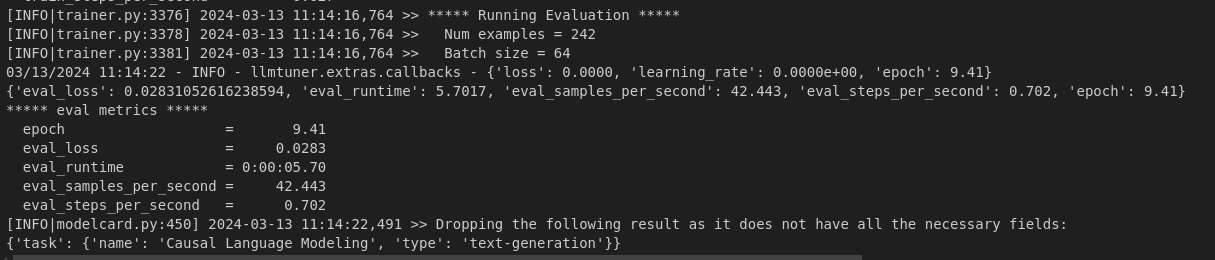 [INFO|trainer.py:3376] 2024-03-13 11:14:16,764 >> ***** Running Evaluation *****
[INFO|trainer.py:3378] 2024-03-13 11:14:16,764 >>   Num examples = 242
[INFO|trainer.py:3381] 2024-03-13 11:14:16,764 >>   Batch size = 64
03/13/2024 11:14:22 - INFO - llmtuner.extras.callbacks - {'loss': 0.0000, 'learning_rate': 0.0000e+00, 'epoch': 9.41}
{'eval_loss': 0.02831052616238594, 'eval_runtime': 5.7017, 'eval_samples_per_second': 42.443, 'eval_steps_per_second': 0.702, 'epoch': 9.41}
***** eval metrics *****
  epoch                   =       9.41
  eval_loss               =     0.0283
  eval_runtime            = 0:00:05.70
  eval_samples_per_second =     42.443
  eval_steps_per_second   =      0.702
[INFO|modelcard.py:450] 2024-03-13 11:14:22,491 >> Dropping the following result as it does not have all the necessary fields:
{'task': {'name': 'Causal Language Modeling', 'type': 'text-generation'}}